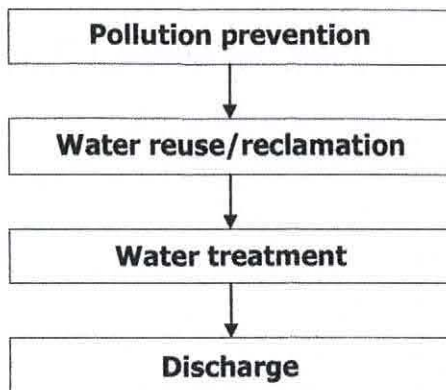 Pollution prevention
Water reuse/reclamation
Water treatment
Discharge